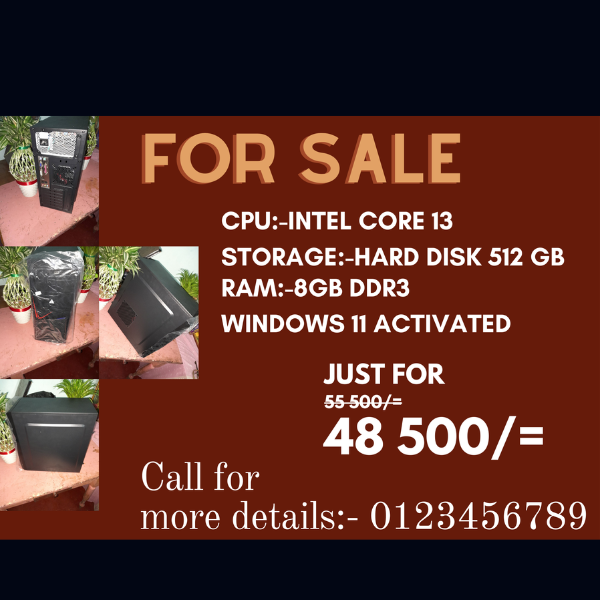 FOR SALE
CPU:-INTEL CORE 13
STORAGE:-HARD DISK 512 GB
RAM:-8GB DDR3
WINDOWS 11 ACTIVATED
JUST FOR
55 500/=
48 500/=
Call for
more details:- 0123456789